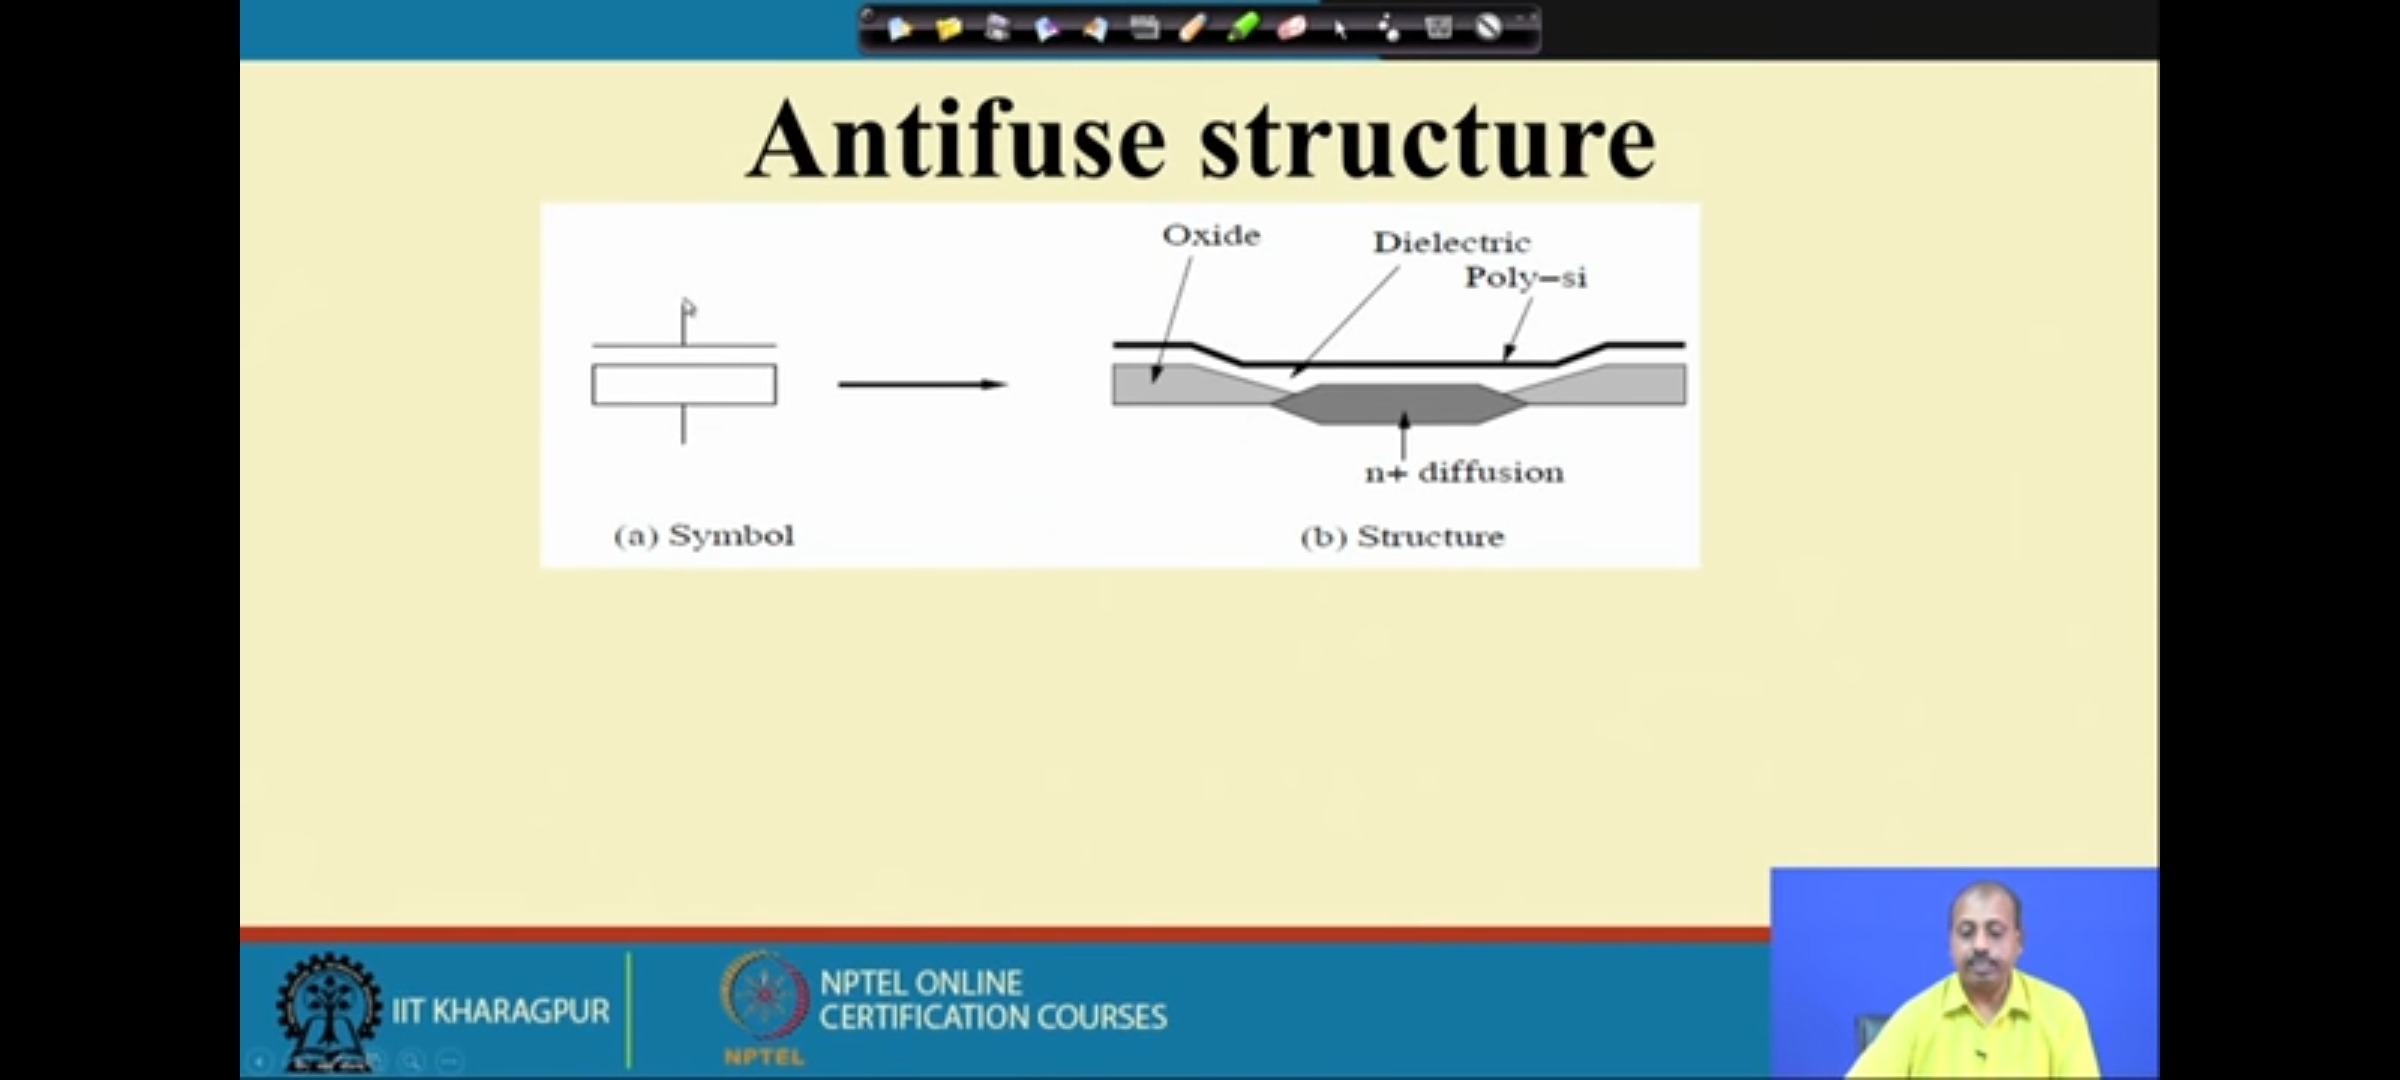 Antifuse structure
Oxide
Dielectric
Poly-si
n+ diffusion
(a) Symbol
(b) Structure
IIT KHARAGPUR
NPTEL
NPTEL ONLINE
CERTIFICATION COURSES